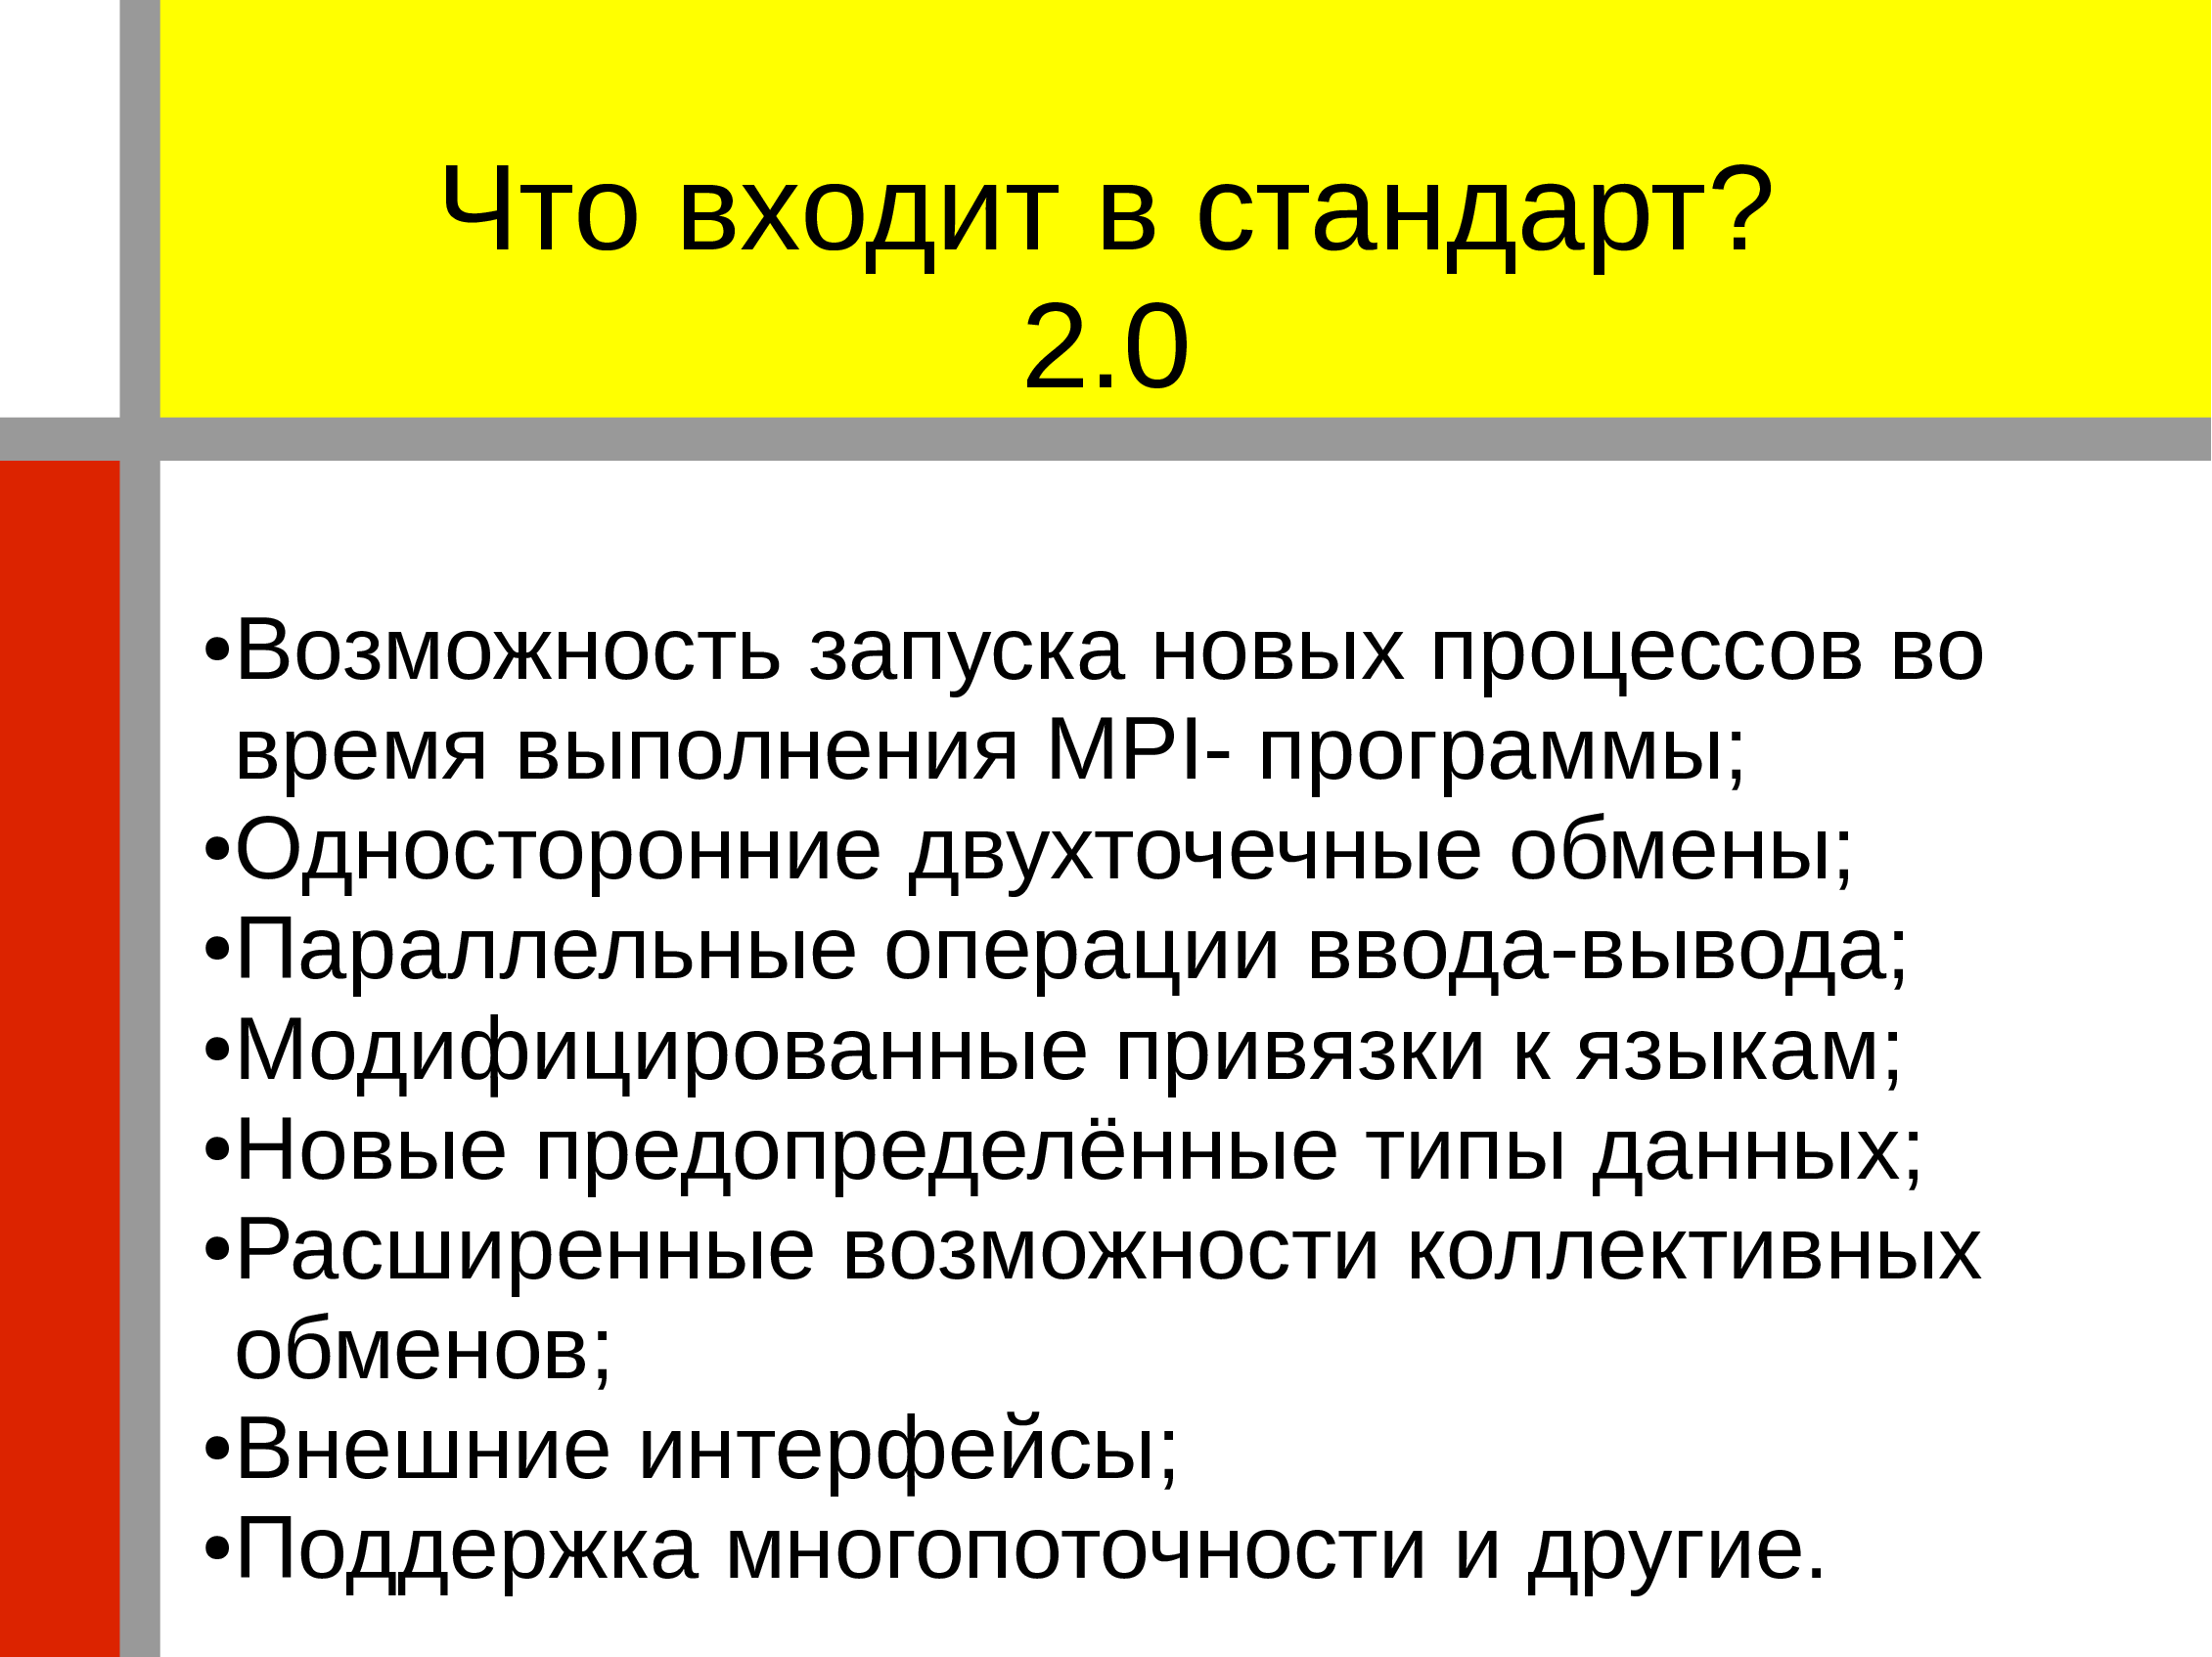 Что входит в стандарт?
2.0
•Возможность запуска новых процессов во
время выполнения MPI- программы;
•Односторонние двухточечные обмены;
•Параллельные операции ввода-вывода;
•Модифицированные привязки к языкам;
•Новые предопределённые типы данных;
•Расширенные возможности коллективных
обменов;
•Внешние интерфейсы;
•Поддержка многопоточности и другие.